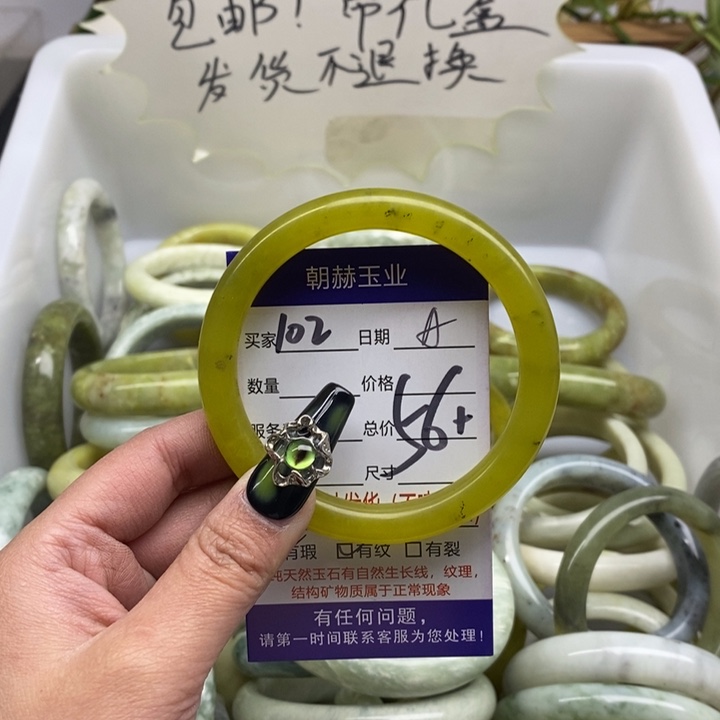 包邮！带化盒
发货不退换
朝赫玉业
买家 102 日期 A
数量 价格
总价 56+
尺寸
有瑕 有纹 有裂
纯天然玉石有自然生长线，纹理，
结构矿物质属于正常现象
有任何问题，
请第一时间联系客服为您处理！